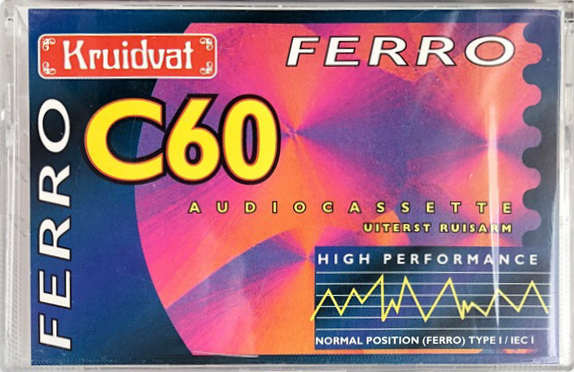 Kruidvat
FERRO
FERRO
C60
AUDIOCASSETTE
UITERST RUISARM
HIGH PERFORMANCE
NORMAL POSITION (FERRO) TYPE I / IEC I